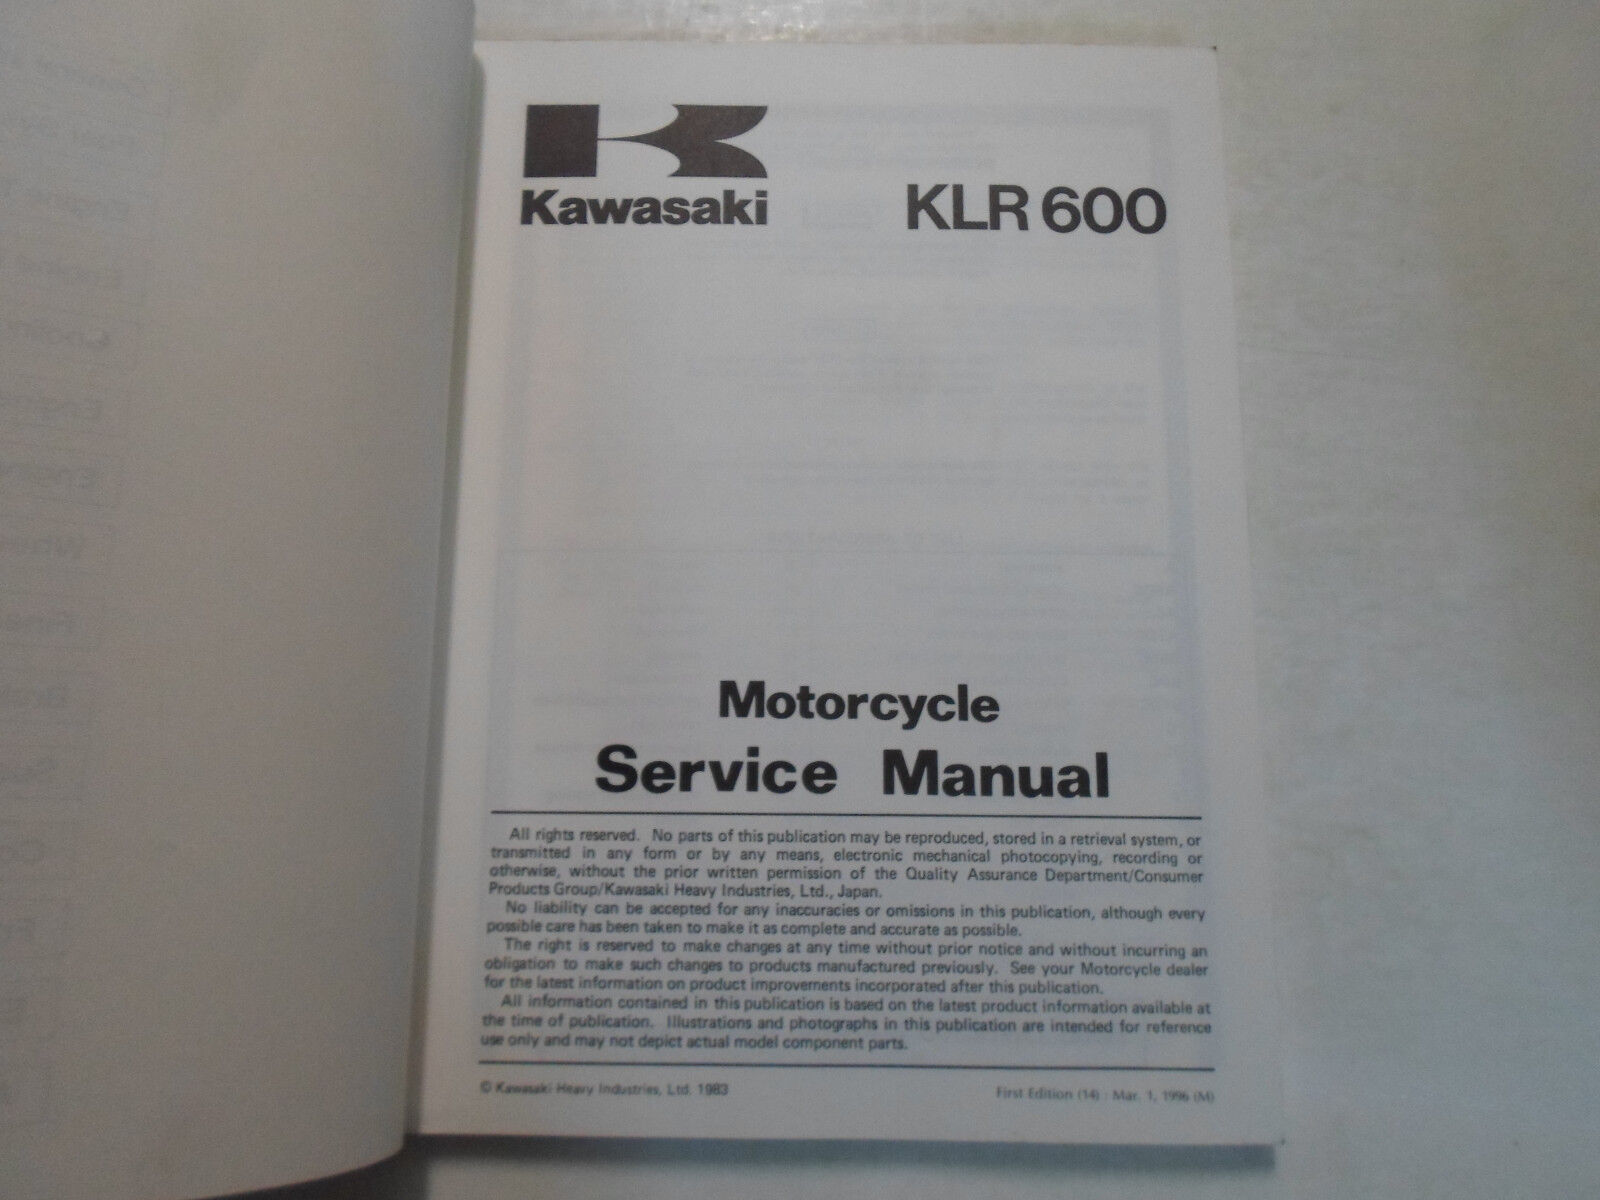 Kawasaki
KLR 600
Motorcycle
Service Manual
All rights reserved. No parts of this publication may be reproduced, stored in a retrieval system, or
transmitted in any form or by any means, electronic mechanical photocopying, recording or
otherwise, without the prior written permission of the Quality Assurance Department/Consumer
Products Group/Kawasaki Heavy Industries, Ltd., Japan.
No liability can be accepted for any inaccuracies or omissions in this publication, although every
possible care has been taken to make it as complete and accurate as possible.
The right is reserved to make changes at any time without prior notice and without incurring an
obligation to make such changes to products manufactured previously. See your Motorcycle dealer
for the latest information on product improvements incorporated after this publication.
All information contained in this publication is based on the latest product information available at
the time of publication. Illustrations and photographs in this publication are intended for reference
use only and may not depict actual model component parts.
© Kawasaki Heavy Industries, Ltd. 1983
First Edition (14) : Mar. 1, 1996 (M)